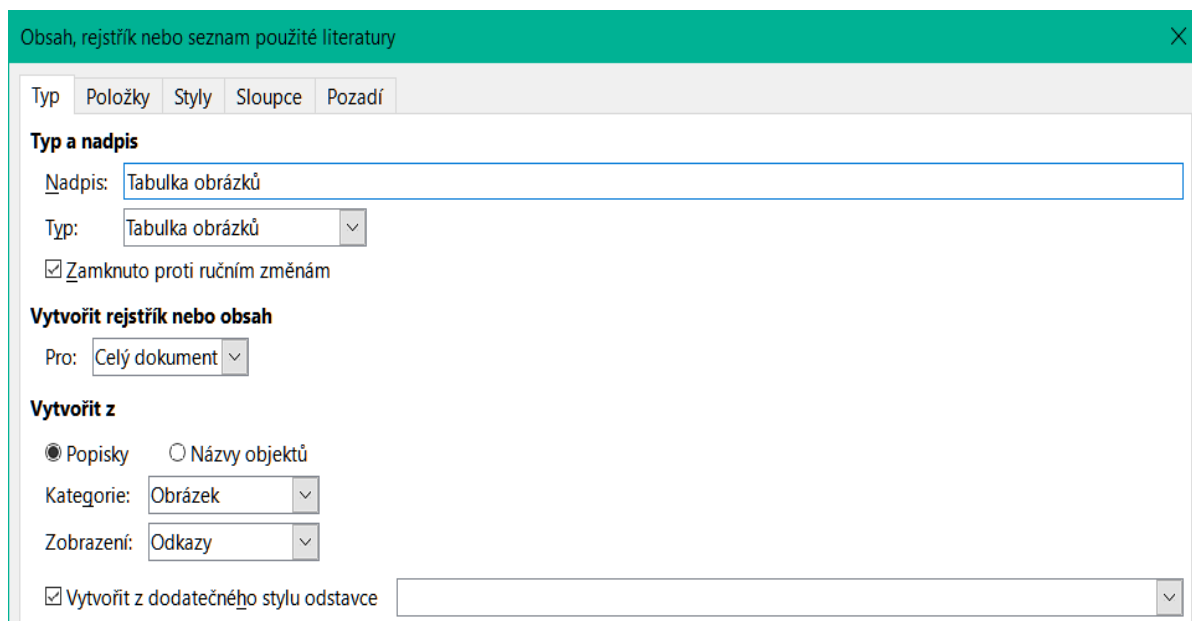 Obsah, rejstřík nebo seznam použité literatury
Typ Položky Styly Sloupce Pozadí
Typ a nadpis
Nadpis: Tabulka obrázků
Typ: Tabulka obrázků
Zamknuto proti ručním změnám
Vytvořit rejstřík nebo obsah
Pro: Celý dokument
Vytvořit z
Popisky Názvy objektů
Kategorie: Obrázek
Zobrazení: Odkazy
Vytvořit z dodatečného stylu odstavce